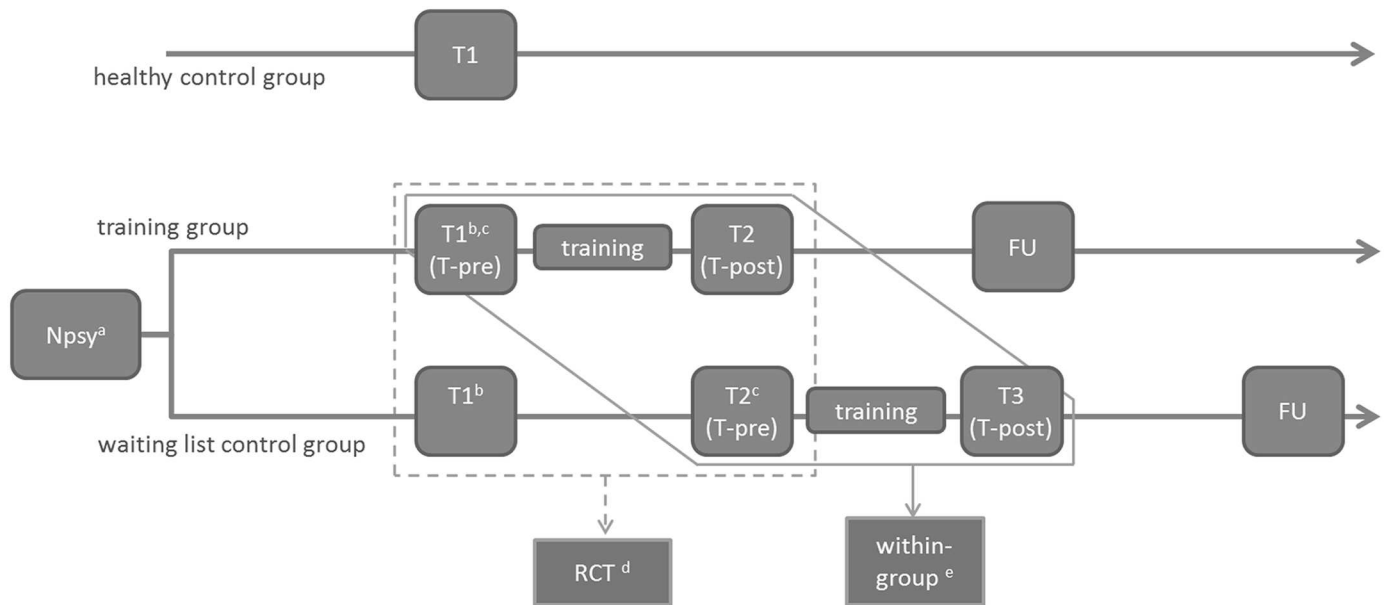 T1
healthy control group
training group
T1b,c
(T-pre)
training
T2
(T-post)
FU
Npsya
T1b
T2c
(T-pre)
training
T3
(T-post)
FU
waiting list control group
RCT d
within-
group e